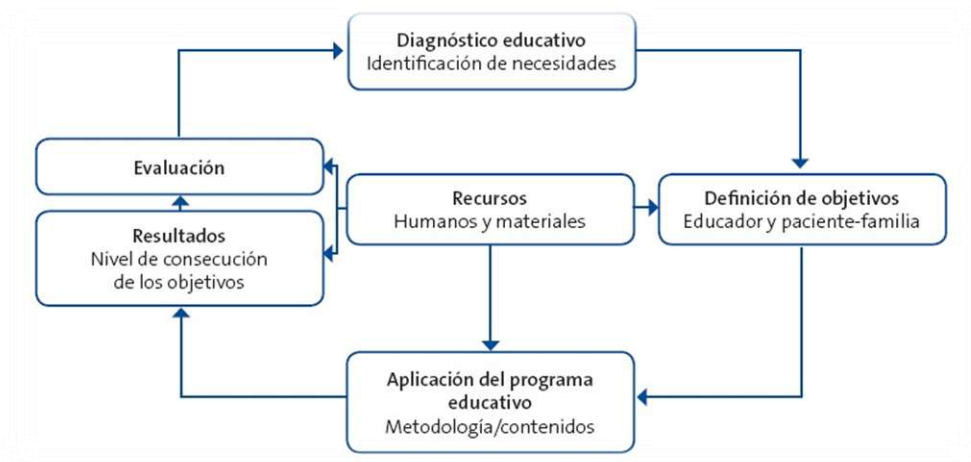 Diagnóstico educativo
Identificación de necesidades
Evaluación
Recursos
Humanos y materiales
Definición de objetivos
Educador y paciente-familia
Resultados
Nivel de consecución
de los objetivos
Aplicación del programa
educativo
Metodología/contenidos